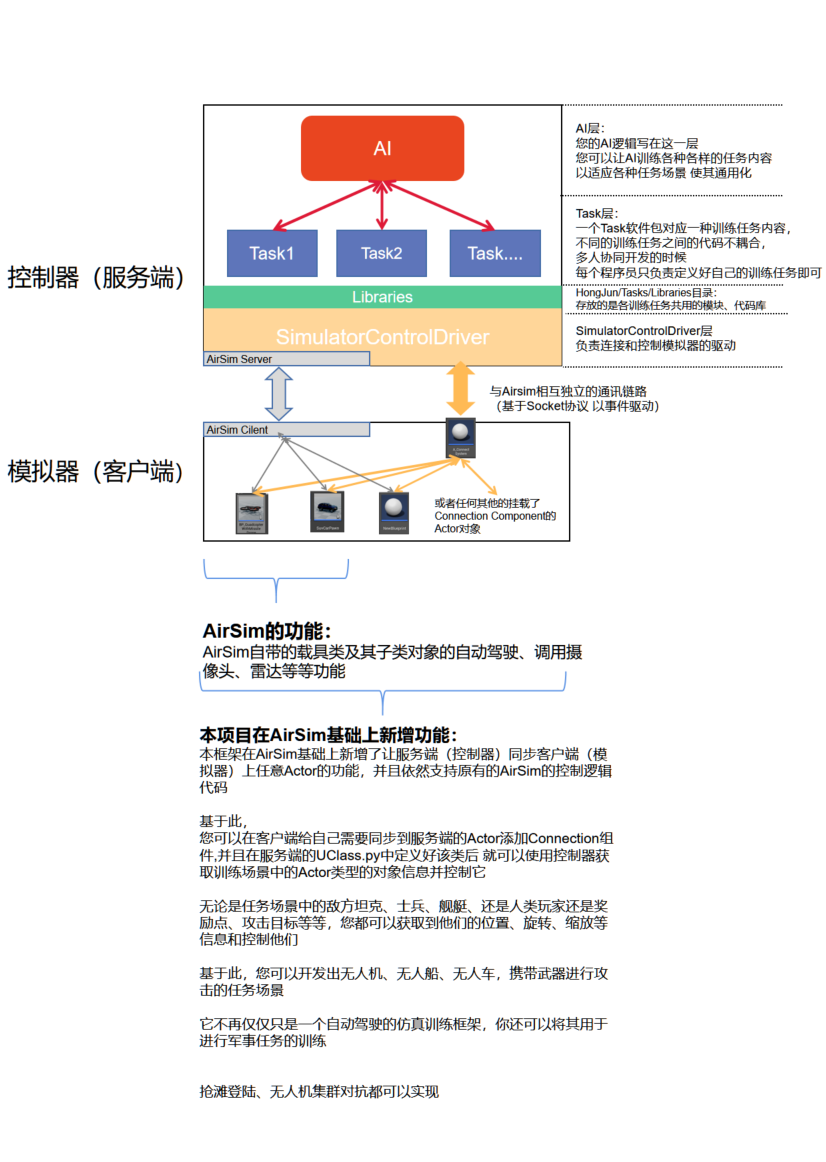 AI
AI层：
您的AI逻辑写在这一层
您可以让AI训练各种各样的任务内容
以适应各种任务场景 使其通用化
Task1
Task2
Task....
Task层：
一个Task软件包对应一种训练任务内容，
不同的训练任务之间的代码不耦合，
多人协同开发的时候
每个程序员只负责定义好自己的训练任务即可
控制器（服务端）
Libraries
HongJun/Tasks/Libraries目录：
存放的是各训练任务共用的模块、代码库
SimulatorControlDriver
SimulatorControlDriver层
负责连接和控制模拟器的驱动
AirSim Server
与Airsim相互独立的通讯链路
（基于Socket协议 以事件驱动）
AirSim Cilent
模拟器（客户端）
或者任何其他的挂载了
Connection Component的
Actor对象
AirSim的功能：
AirSim自带的载具类及其子类对象的自动驾驶、调用摄
像头、雷达等等功能
本项目在AirSim基础上新增功能：
本框架在AirSim基础上新增了让服务端（控制器）同步客户端（模
拟器）上任意Actor的功能，并且依然支持原有的AirSim的控制逻辑
代码
基于此，
您可以在客户端给自己需要同步到服务端的Actor添加Connection组
件,并且在服务端的UClass.py中定义好该类后 就可以使用控制器获
取训练场景中的Actor类型的对象信息并控制它
无论是任务场景中的敌方坦克、士兵、舰艇、还是人类玩家还是奖
励点、攻击目标等等，您都可以获取到他们的位置、旋转、缩放等
信息和控制他们
基于此，您可以开发出无人机、无人船、无人车，携带武器进行攻
击的任务场景
它不再仅仅只是一个自动驾驶的仿真训练框架，你还可以将其用于
进行军事任务的训练
抢滩登陆、无人机集群对抗都可以实现